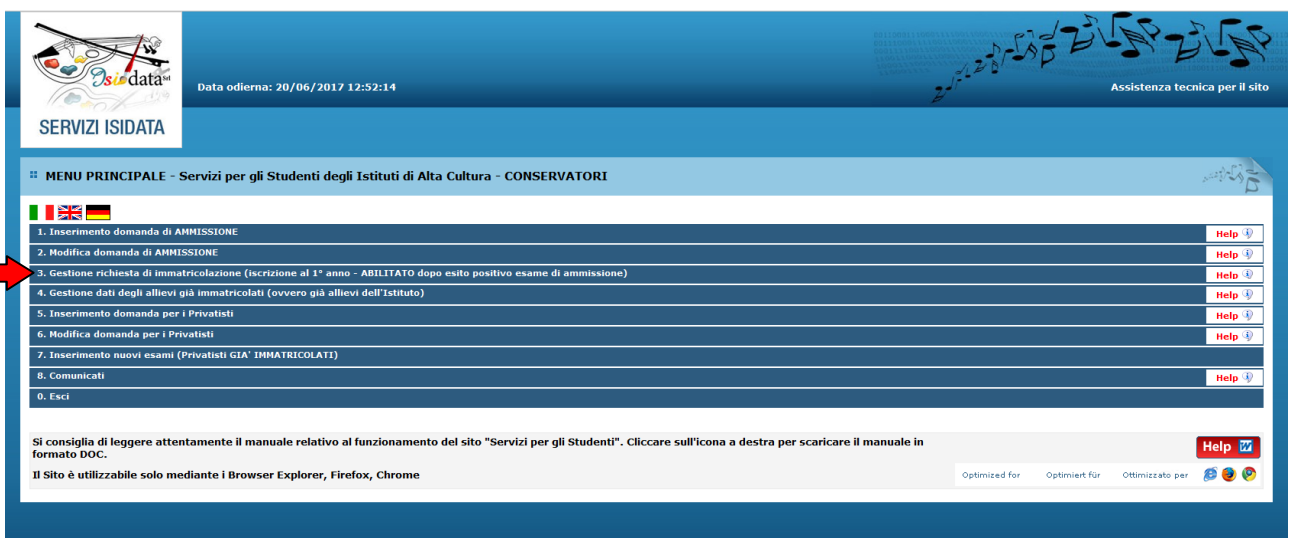 Isidata srl
SERVIZI ISIDATA
Data odierna: 20/06/2017 12:52:14
Assistenza tecnica per il sito
MENU PRINCIPALE - Servizi per gli Studenti degli Istituti di Alta Cultura - CONSERVATORI
1. Inserimento domanda di AMMISSIONE Help
2. Modifica domanda di AMMISSIONE Help
3. Gestione richiesta di immatricolazione (iscrizione al 1° anno - ABILITATO dopo esito positivo esame di ammissione) Help
4. Gestione dati degli allievi già immatricolati (ovvero già allievi dell'Istituto) Help
5. Inserimento domanda per i Privatisti Help
6. Modifica domanda per i Privatisti Help
7. Inserimento nuovi esami (Privatisti GIA' IMMATRICOLATI)
8. Comunicati Help
0. Esci
Si consiglia di leggere attentamente il manuale relativo al funzionamento del sito "Servizi per gli Studenti". Cliccare sull'icona a destra per scaricare il manuale in
formato DOC.
Help
Il Sito è utilizzabile solo mediante i Browser Explorer, Firefox, Chrome
Optimized for Optimiert für Ottimizzato per